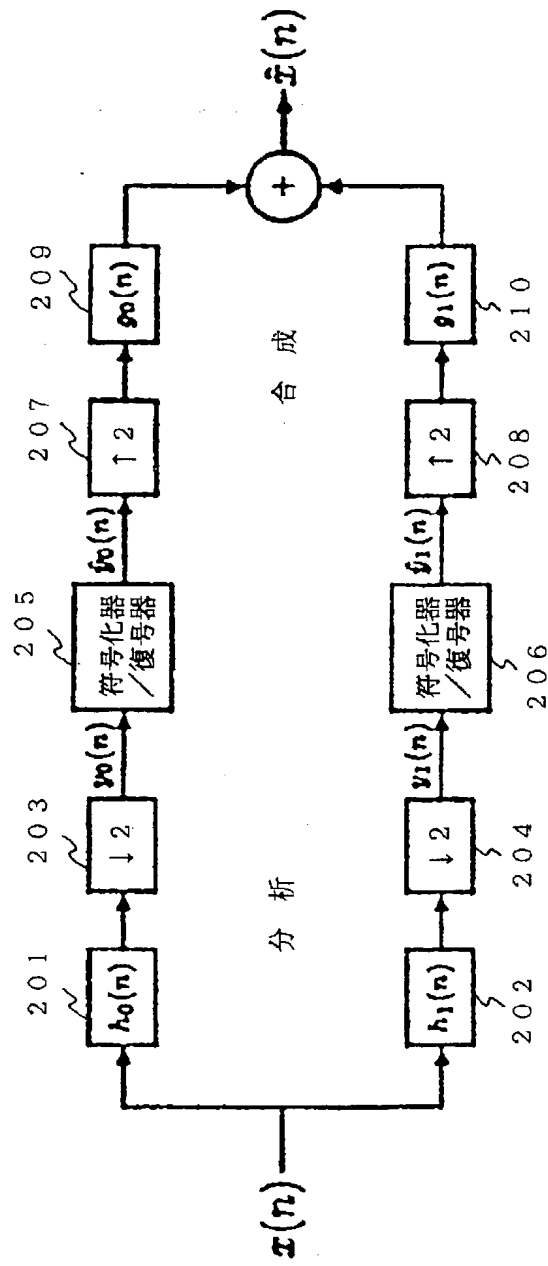 x(n)
201
h0(n)
203
↓2
y0(n)
205
符号化器
/復号器
ŷ0(n)
207
↑2
209
g0(n)
分析
合成
+
x̂(n)
h1(n)
202
↓2
204
y1(n)
符号化器
/復号器
206
ŷ1(n)
↑2
208
g1(n)
210